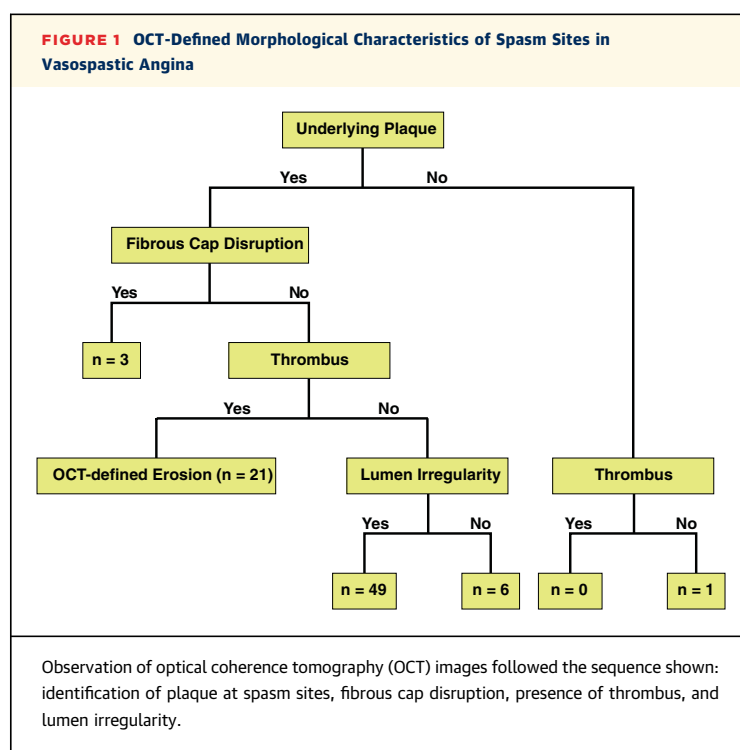 FIGURE 1 OCT-Defined Morphological Characteristics of Spasm Sites in
Vasospastic Angina
Underlying Plaque
Yes No
Fibrous Cap Disruption
Yes No
n = 3 Thrombus
Yes No
OCT-defined Erosion (n = 21) Lumen Irregularity Thrombus
Yes No Yes No
n = 49 n = 6 n = 0 n = 1
Observation of optical coherence tomography (OCT) images followed the sequence shown:
identification of plaque at spasm sites, fibrous cap disruption, presence of thrombus, and
lumen irregularity.